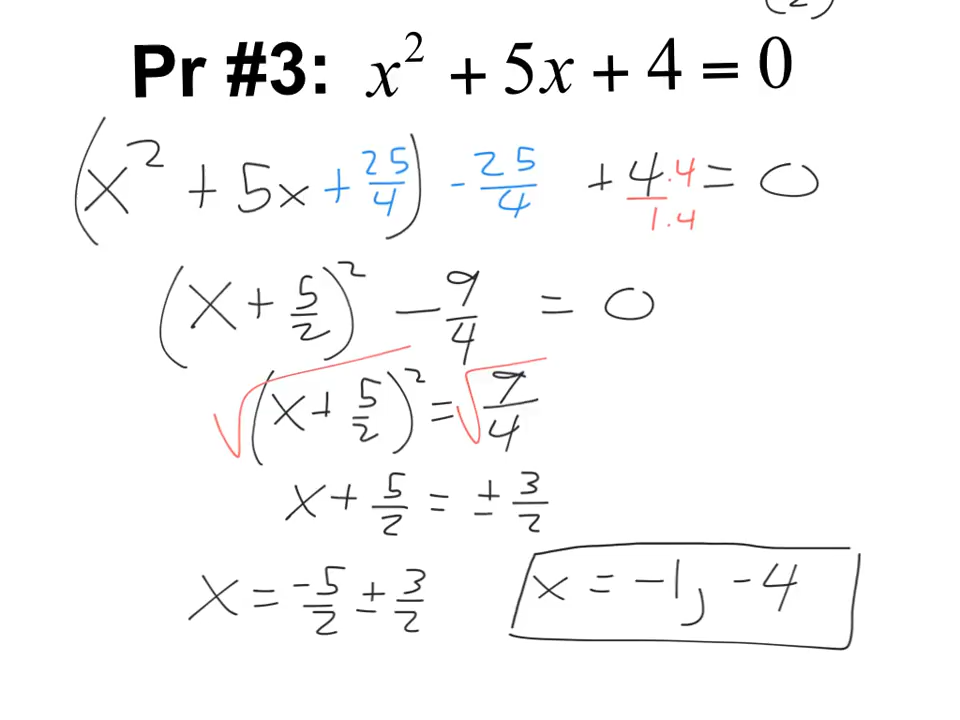 (2)
Pr #3: x² + 5x + 4 = 0
(x² + 5x + 25/4) - 25/4 + 4·4/1·4 = 0
(x + 5/2)² - 9/4 = 0
√(x + 5/2)² = √9/4
x + 5/2 = ± 3/2
x = -5/2 ± 3/2
x = -1, -4